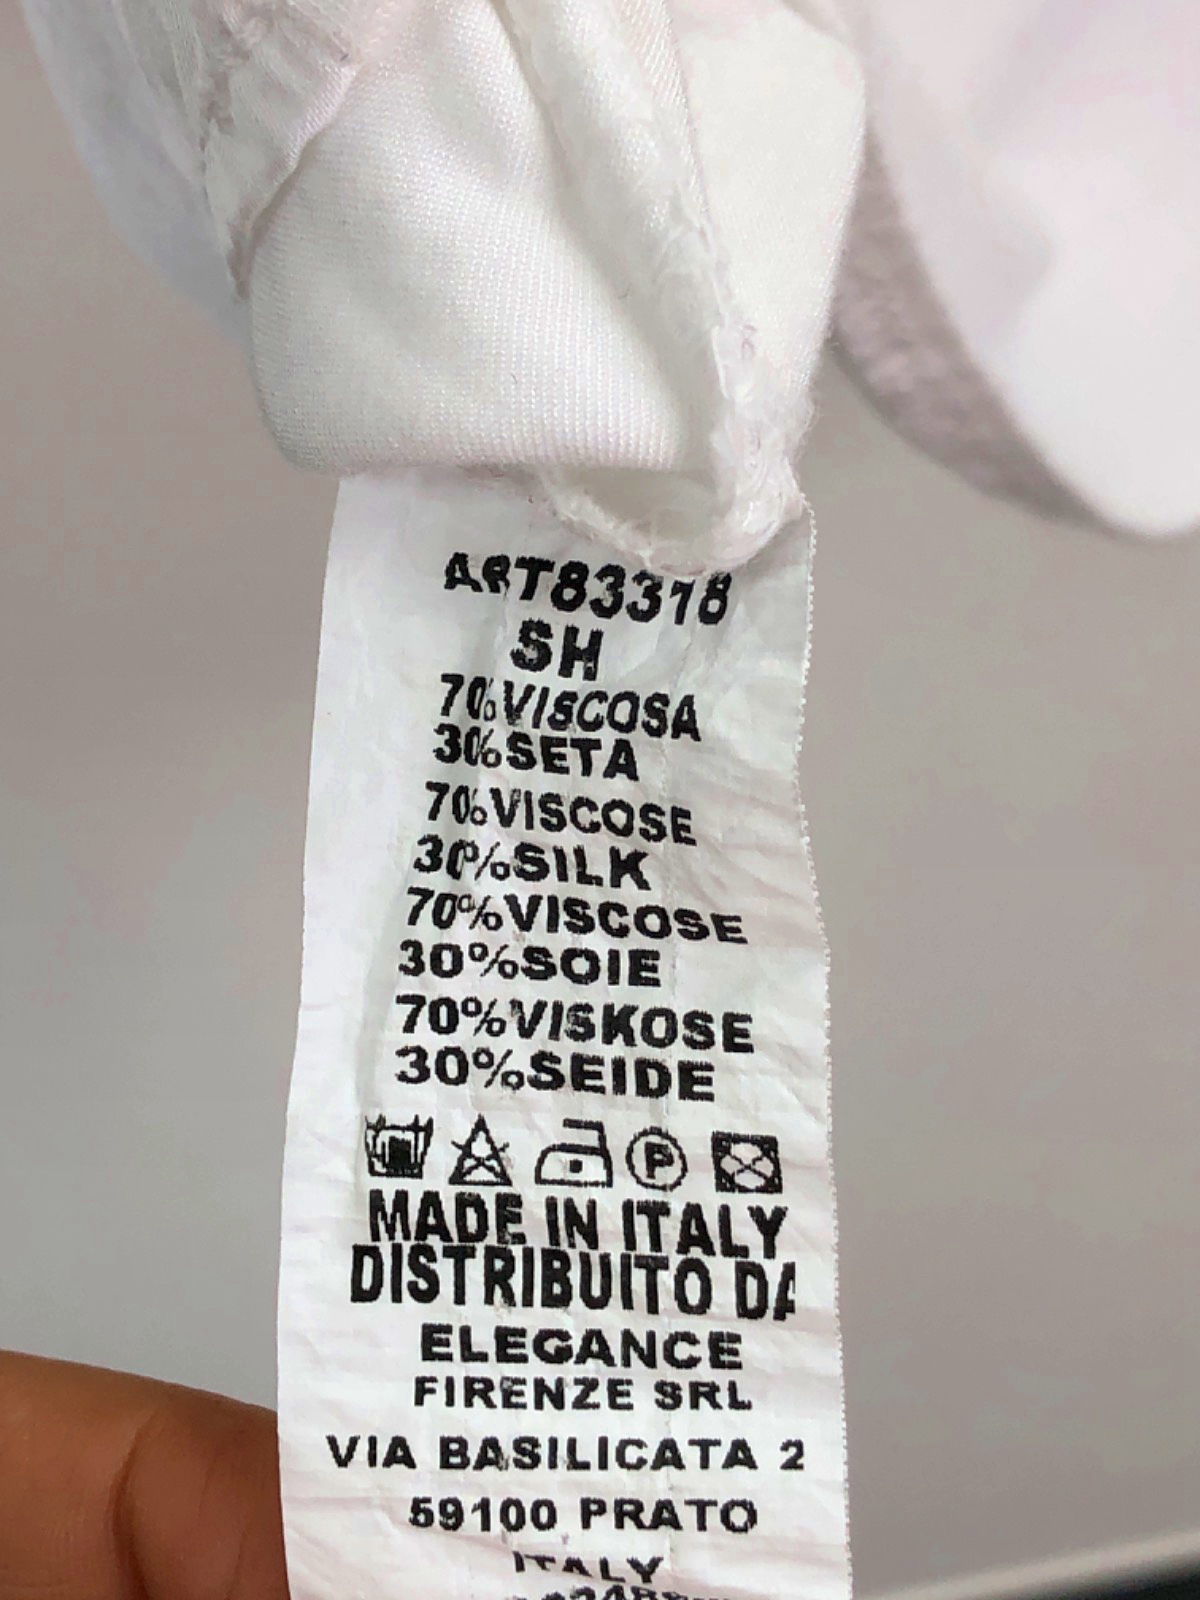 ART83318
SH
70%VISCOSA
30%SETA
70%VISCOSE
30%SILK
70%VISCOSE
30%SOIE
70%VISKOSE
30%SEIDE
P
MADE IN ITALY
DISTRIBUITO DA
ELEGANCE
FIRENZE SRL
VIA BASILICATA 2
59100 PRATO
ITALY